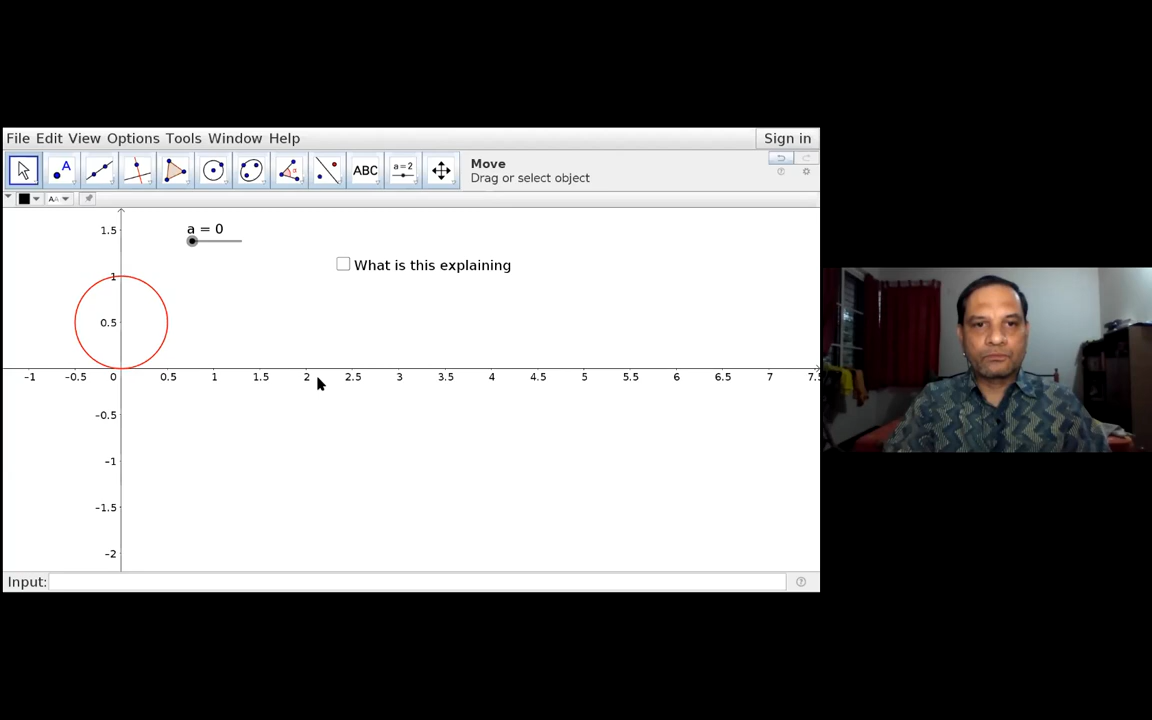 File Edit View Options Tools Window Help Sign in
A
α
ABC
a=2
Move
Drag or select object
AA
a = 0
What is this explaining
1.5
1
0.5
-1 -0.5 0 0.5 1 1.5 2 2.5 3 3.5 4 4.5 5 5.5 6 6.5 7 7.5
-0.5
-1
-1.5
-2
Input: